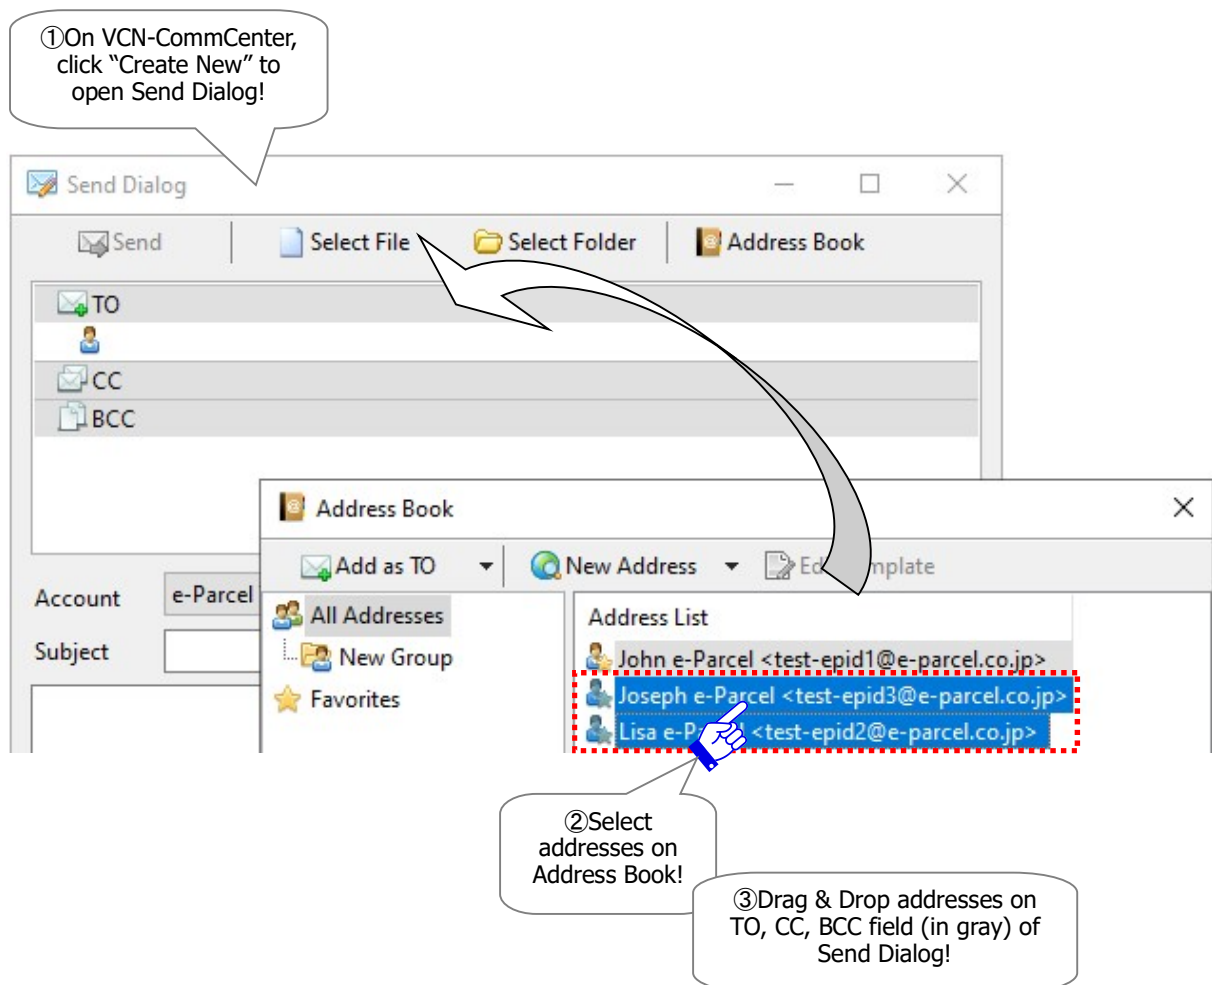 ①On VCN-CommCenter,
click “Create New” to
open Send Dialog!
Send Dialog
Send
Select File
Select Folder
Address Book
TO
CC
BCC
Address Book
Add as TO
New Address
Address List
Account
e-Parcel
All Addresses
John e-Parcel <test-epid1@e-parcel.co.jp>
Subject
New Group
Joseph e-Parcel <test-epid3@e-parcel.co.jp>
Favorites
Lisa <test-epid2@e-parcel.co.jp>
②Select
addresses on
Address Book!
③Drag & Drop addresses on
TO, CC, BCC field (in gray) of
Send Dialog!